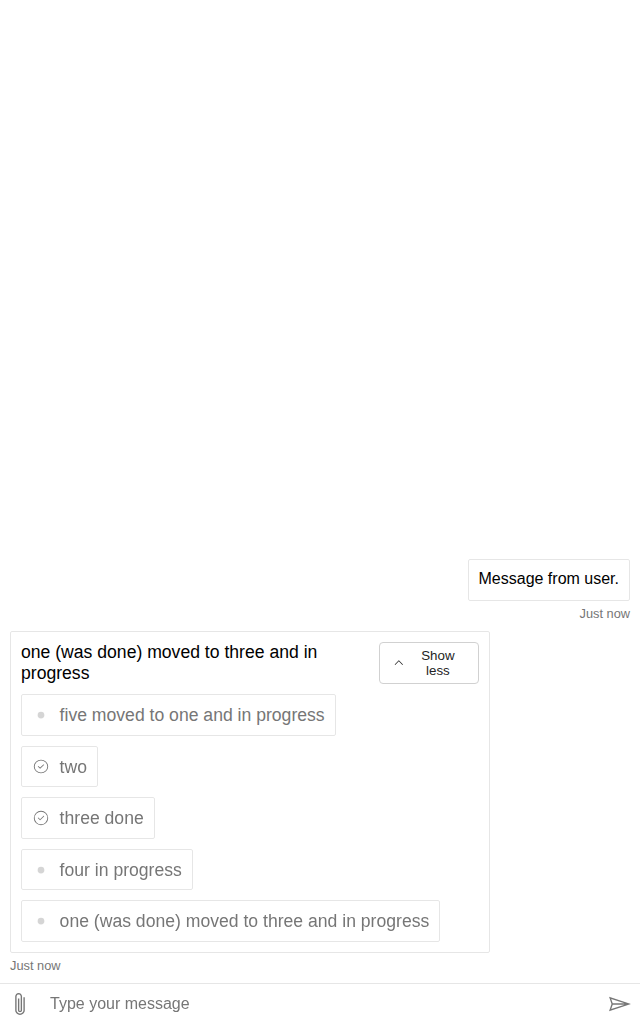 Message from user.
Just now
one (was done) moved to three and in
progress
Show
less
five moved to one and in progress
two
three done
four in progress
one (was done) moved to three and in progress
Just now
Type your message